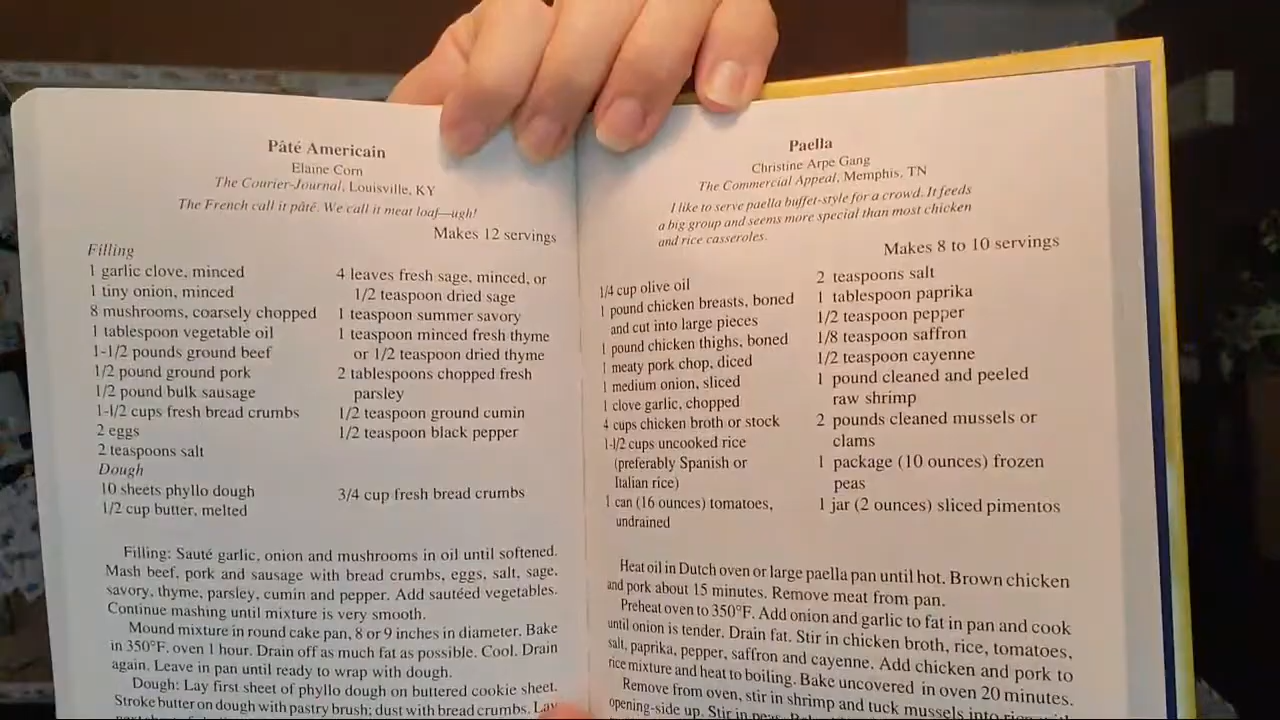 Pâté Americain
Elaine Corn
The Courier-Journal, Louisville, KY
The French call it pâté. We call it meat loaf—ugh!
Makes 12 servings
Filling
1 garlic clove, minced
1 tiny onion, minced
8 mushrooms, coarsely chopped
1 tablespoon vegetable oil
1-1/2 pounds ground beef
1/2 pound ground pork
1/2 pound bulk sausage
1-1/2 cups fresh bread crumbs
2 eggs
2 teaspoons salt
4 leaves fresh sage, minced, or
1/2 teaspoon dried sage
1 teaspoon summer savory
1 teaspoon minced fresh thyme
or 1/2 teaspoon dried thyme
2 tablespoons chopped fresh
parsley
1/2 teaspoon ground cumin
1/2 teaspoon black pepper
Dough
10 sheets phyllo dough
1/2 cup butter, melted
3/4 cup fresh bread crumbs
Filling: Sauté garlic, onion and mushrooms in oil until softened.
Mash beef, pork and sausage with bread crumbs, eggs, salt, sage,
savory, thyme, parsley, cumin and pepper. Add sautéed vegetables.
Continue mashing until mixture is very smooth.
Mound mixture in round cake pan, 8 or 9 inches in diameter. Bake
in 350°F. oven 1 hour. Drain off as much fat as possible. Cool. Drain
again. Leave in pan until ready to wrap with dough.
Dough: Lay first sheet of phyllo dough on buttered cookie sheet.
Stroke butter on dough with pastry brush; dust with bread crumbs. Lay
Paella
Christine Arpe Gang
The Commercial Appeal, Memphis, TN
I like to serve paella buffet-style for a crowd. It feeds
a big group and seems more special than most chicken
and rice casseroles.
Makes 8 to 10 servings
1/4 cup olive oil
1 pound chicken breasts, boned
and cut into large pieces
1 pound chicken thighs, boned
1 meaty pork chop, diced
1 medium onion, sliced
1 clove garlic, chopped
4 cups chicken broth or stock
1-1/2 cups uncooked rice
(preferably Spanish or
Italian rice)
1 can (16 ounces) tomatoes,
undrained
2 teaspoons salt
1 tablespoon paprika
1/2 teaspoon pepper
1/8 teaspoon saffron
1/2 teaspoon cayenne
1 pound cleaned and peeled
raw shrimp
2 pounds cleaned mussels or
clams
1 package (10 ounces) frozen
peas
1 jar (2 ounces) sliced pimentos
Heat oil in Dutch oven or large paella pan until hot. Brown chicken
and pork about 15 minutes. Remove meat from pan.
Preheat oven to 350°F. Add onion and garlic to fat in pan and cook
until onion is tender. Drain fat. Stir in chicken broth, rice, tomatoes,
salt, paprika, pepper, saffron and cayenne. Add chicken and pork to
rice mixture and heat to boiling. Bake uncovered in oven 20 minutes.
Remove from oven, stir in shrimp and tuck mussels into rice
opening-side up. Stir in peas.